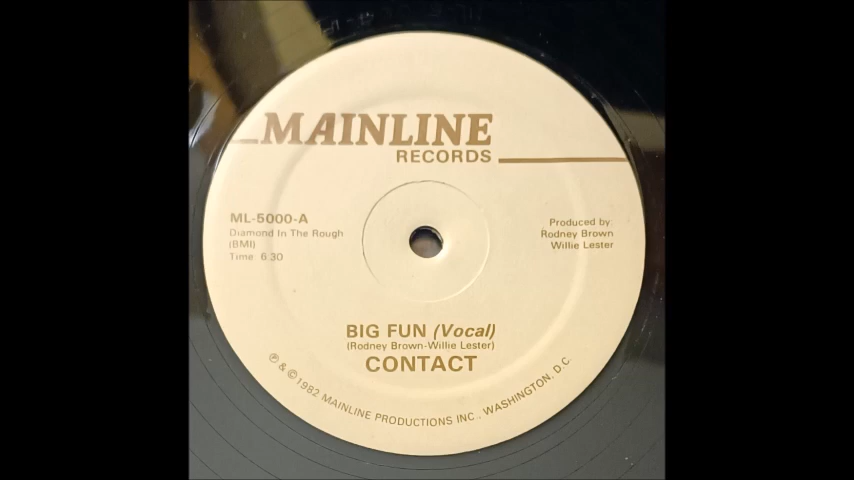 MAINLINE
RECORDS
ML-5000-A
Diamond In The Rough
(BMI)
Time: 6:30
Produced by:
Rodney Brown
Willie Lester
BIG FUN (Vocal)
(Rodney Brown-Willie Lester)
CONTACT
℗ & © 1982 MAINLINE PRODUCTIONS INC., WASHINGTON, D.C.